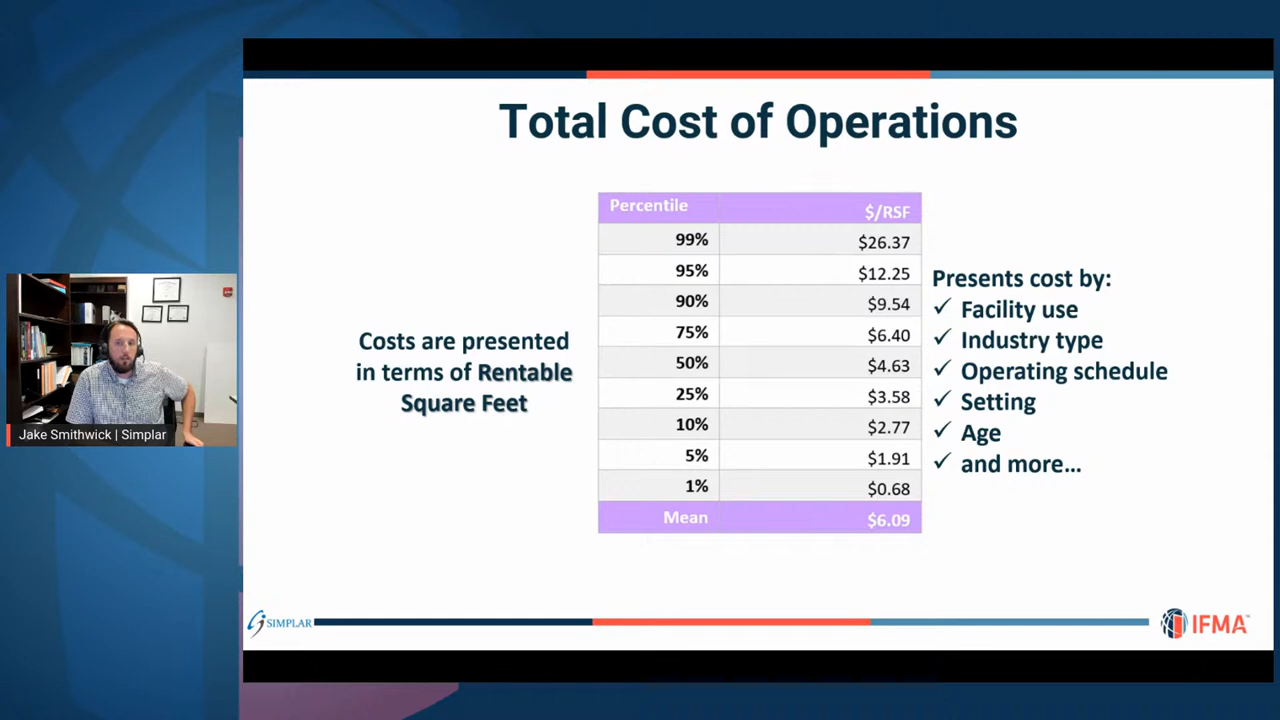 Total Cost of Operations
Costs are presented
in terms of Rentable
Square Feet
Percentile $/RSF
99% $26.37
95% $12.25
90% $9.54
75% $6.40
50% $4.63
25% $3.58
10% $2.77
5% $1.91
1% $0.68
Mean $6.09
Presents cost by:
✓ Facility use
✓ Industry type
✓ Operating schedule
✓ Setting
✓ Age
✓ and more...
Jake Smithwick | Simplar
SIMPLAR
IFMA™